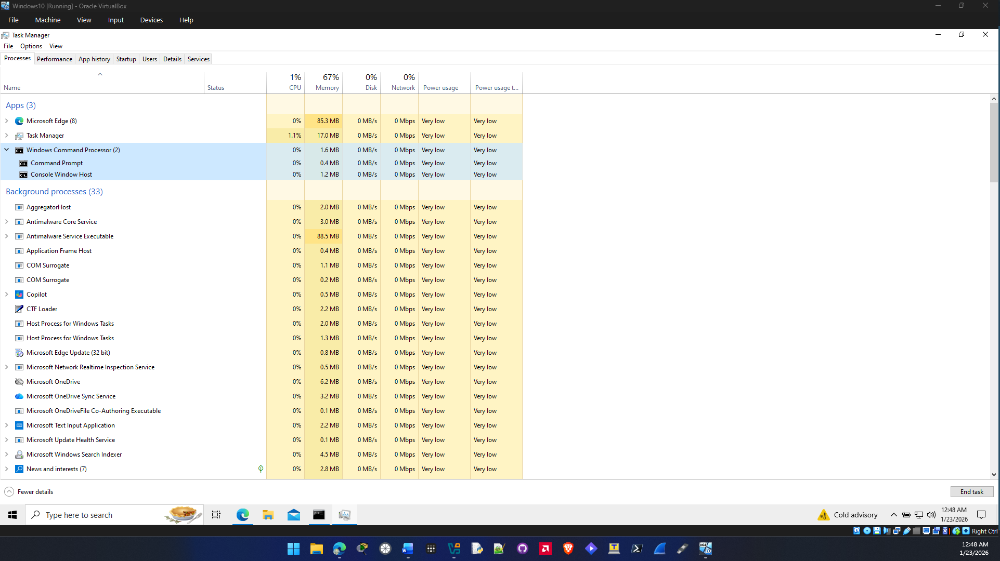 Windows10 [Running] - Oracle VirtualBox
File Machine View Input Devices Help
Task Manager
File Options View
Processes Performance App history Startup Users Details Services
1% 67% 0% 0%
Name Status CPU Memory Disk Network Power usage Power usage t...
Apps (3)
Microsoft Edge (8) 0% 85.3 MB 0 MB/s 0 Mbps Very low Very low
Task Manager 1.1% 17.0 MB 0 MB/s 0 Mbps Very low Very low
Windows Command Processor (2) 0% 1.6 MB 0 MB/s 0 Mbps Very low Very low
Command Prompt 0% 0.4 MB 0 MB/s 0 Mbps Very low Very low
Console Window Host 0% 1.2 MB 0 MB/s 0 Mbps Very low Very low
Background processes (33)
AggregatorHost 0% 2.0 MB 0 MB/s 0 Mbps Very low Very low
Antimalware Core Service 0% 3.0 MB 0 MB/s 0 Mbps Very low Very low
Antimalware Service Executable 0% 88.5 MB 0 MB/s 0 Mbps Very low Very low
Application Frame Host 0% 0.4 MB 0 MB/s 0 Mbps Very low Very low
COM Surrogate 0% 1.1 MB 0 MB/s 0 Mbps Very low Very low
COM Surrogate 0% 0.2 MB 0 MB/s 0 Mbps Very low Very low
Copilot 0% 0.5 MB 0 MB/s 0 Mbps Very low Very low
CTF Loader 0% 2.2 MB 0 MB/s 0 Mbps Very low Very low
Host Process for Windows Tasks 0% 2.0 MB 0 MB/s 0 Mbps Very low Very low
Host Process for Windows Tasks 0% 1.3 MB 0 MB/s 0 Mbps Very low Very low
Microsoft Edge Update (32 bit) 0% 0.8 MB 0 MB/s 0 Mbps Very low Very low
Microsoft Network Realtime Inspection Service 0% 0.5 MB 0 MB/s 0 Mbps Very low Very low
Microsoft OneDrive 0% 6.2 MB 0 MB/s 0 Mbps Very low Very low
Microsoft OneDrive Sync Service 0% 3.2 MB 0 MB/s 0 Mbps Very low Very low
Microsoft OneDriveFile Co-Authoring Executable 0% 0.1 MB 0 MB/s 0 Mbps Very low Very low
Microsoft Text Input Application 0% 2.2 MB 0 MB/s 0 Mbps Very low Very low
Microsoft Update Health Service 0% 0.1 MB 0 MB/s 0 Mbps Very low Very low
Microsoft Windows Search Indexer 0% 4.5 MB 0 MB/s 0 Mbps Very low Very low
News and interests (7) 0% 2.8 MB 0 MB/s 0 Mbps Very low Very low
Fewer details End task
Type here to search Cold advisory 12:48 AM
1/23/2026
Right Ctrl
12:48 AM
1/23/2026